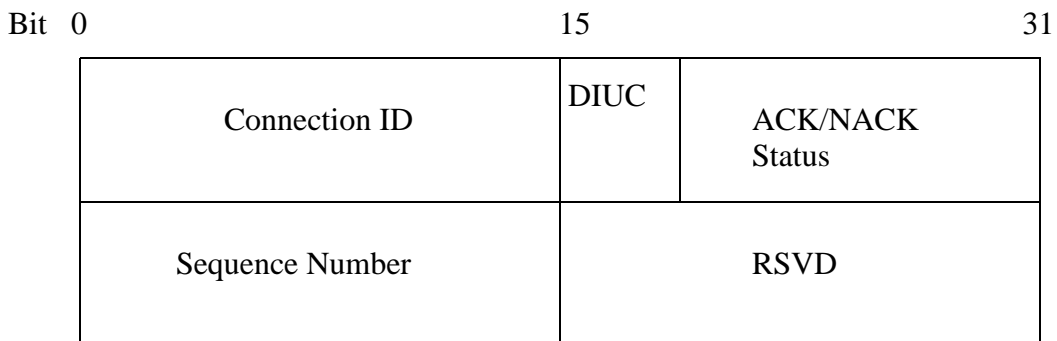 Bit 0 15 31
Connection ID
DIUC
ACK/NACK
Status
Sequence Number
RSVD